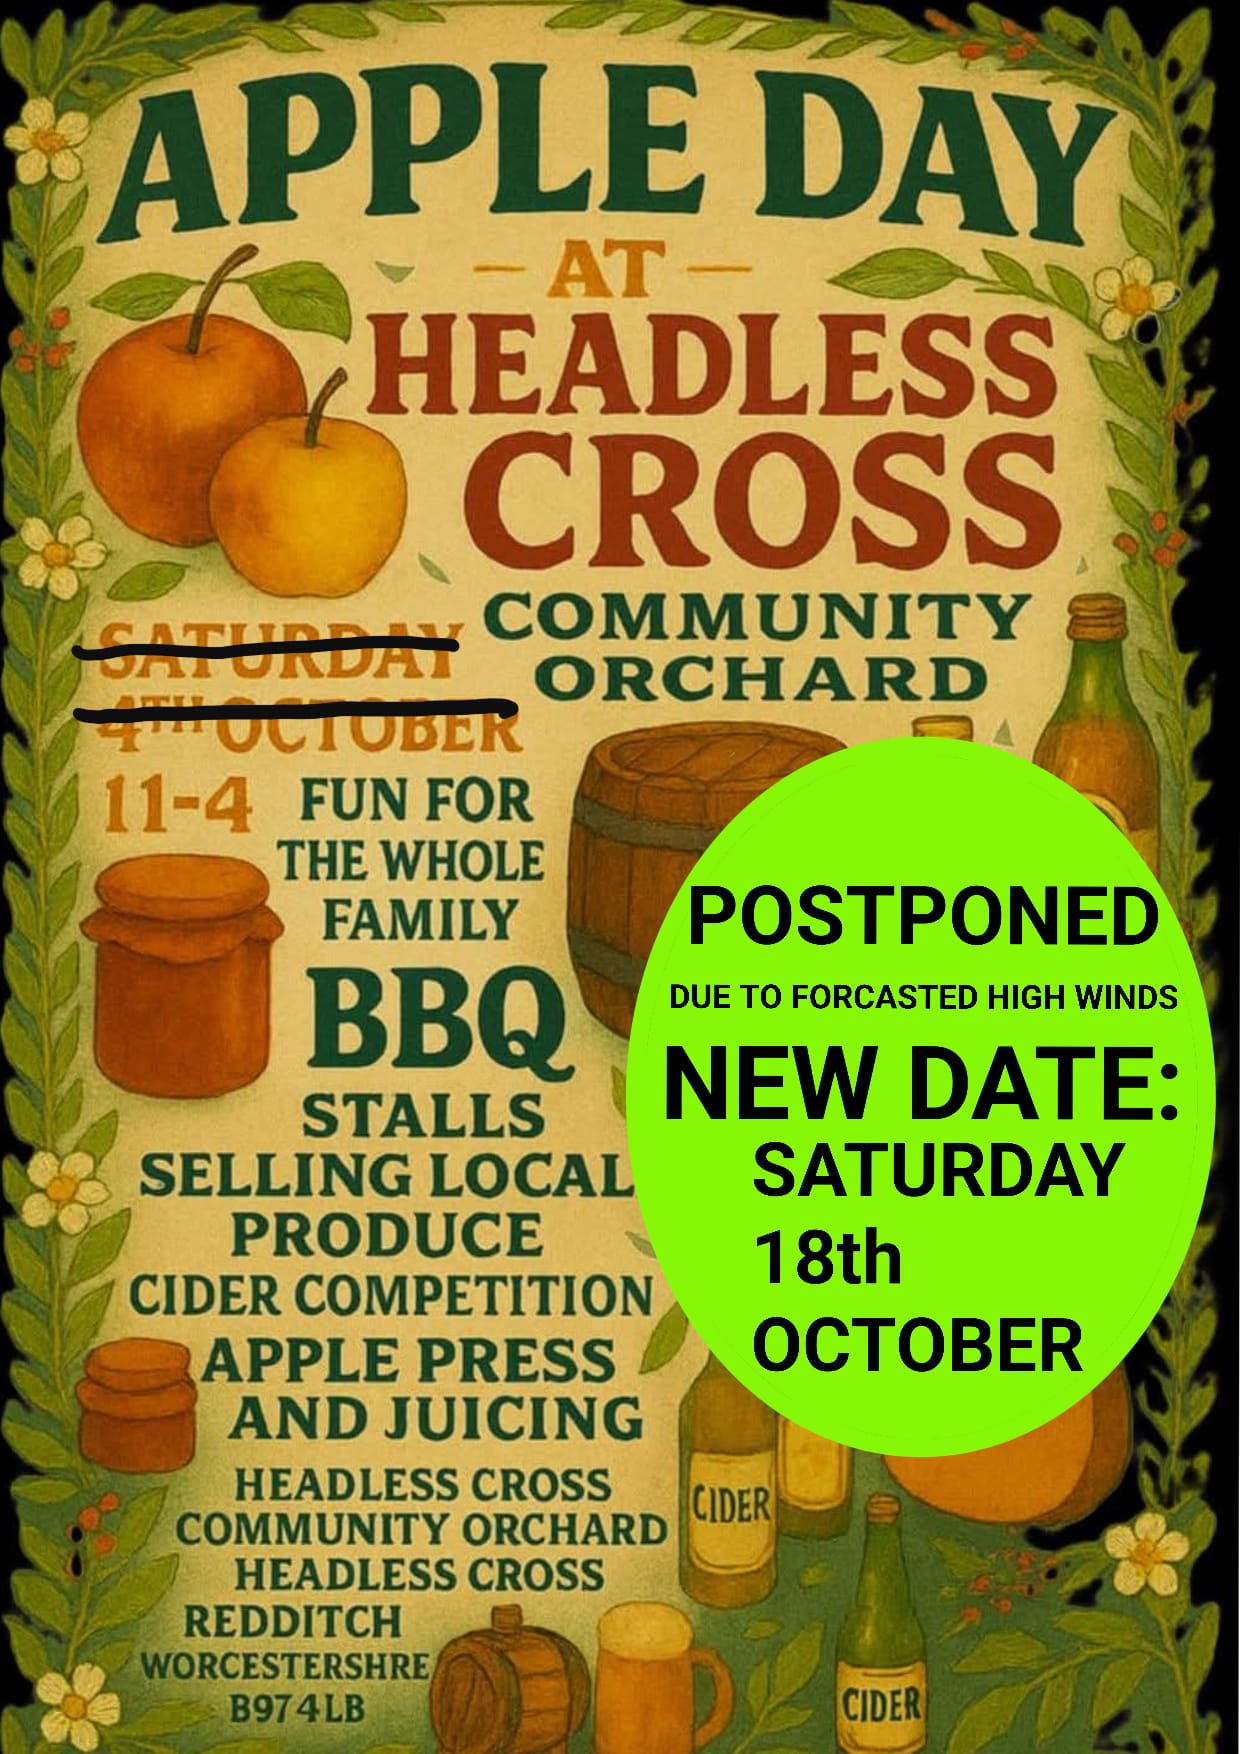 APPLE DAY
– AT –
HEADLESS
CROSS
COMMUNITY
ORCHARD
SATURDAY
4TH OCTOBER
11-4
FUN FOR
THE WHOLE
FAMILY
BBQ
STALLS
SELLING LOCAL
PRODUCE
CIDER COMPETITION
APPLE PRESS
AND JUICING
HEADLESS CROSS
COMMUNITY ORCHARD
HEADLESS CROSS
REDDITCH
WORCESTERSHRE
B974LB
POSTPONED
DUE TO FORCASTED HIGH WINDS
NEW DATE:
SATURDAY
18th
OCTOBER
CIDER
CIDER